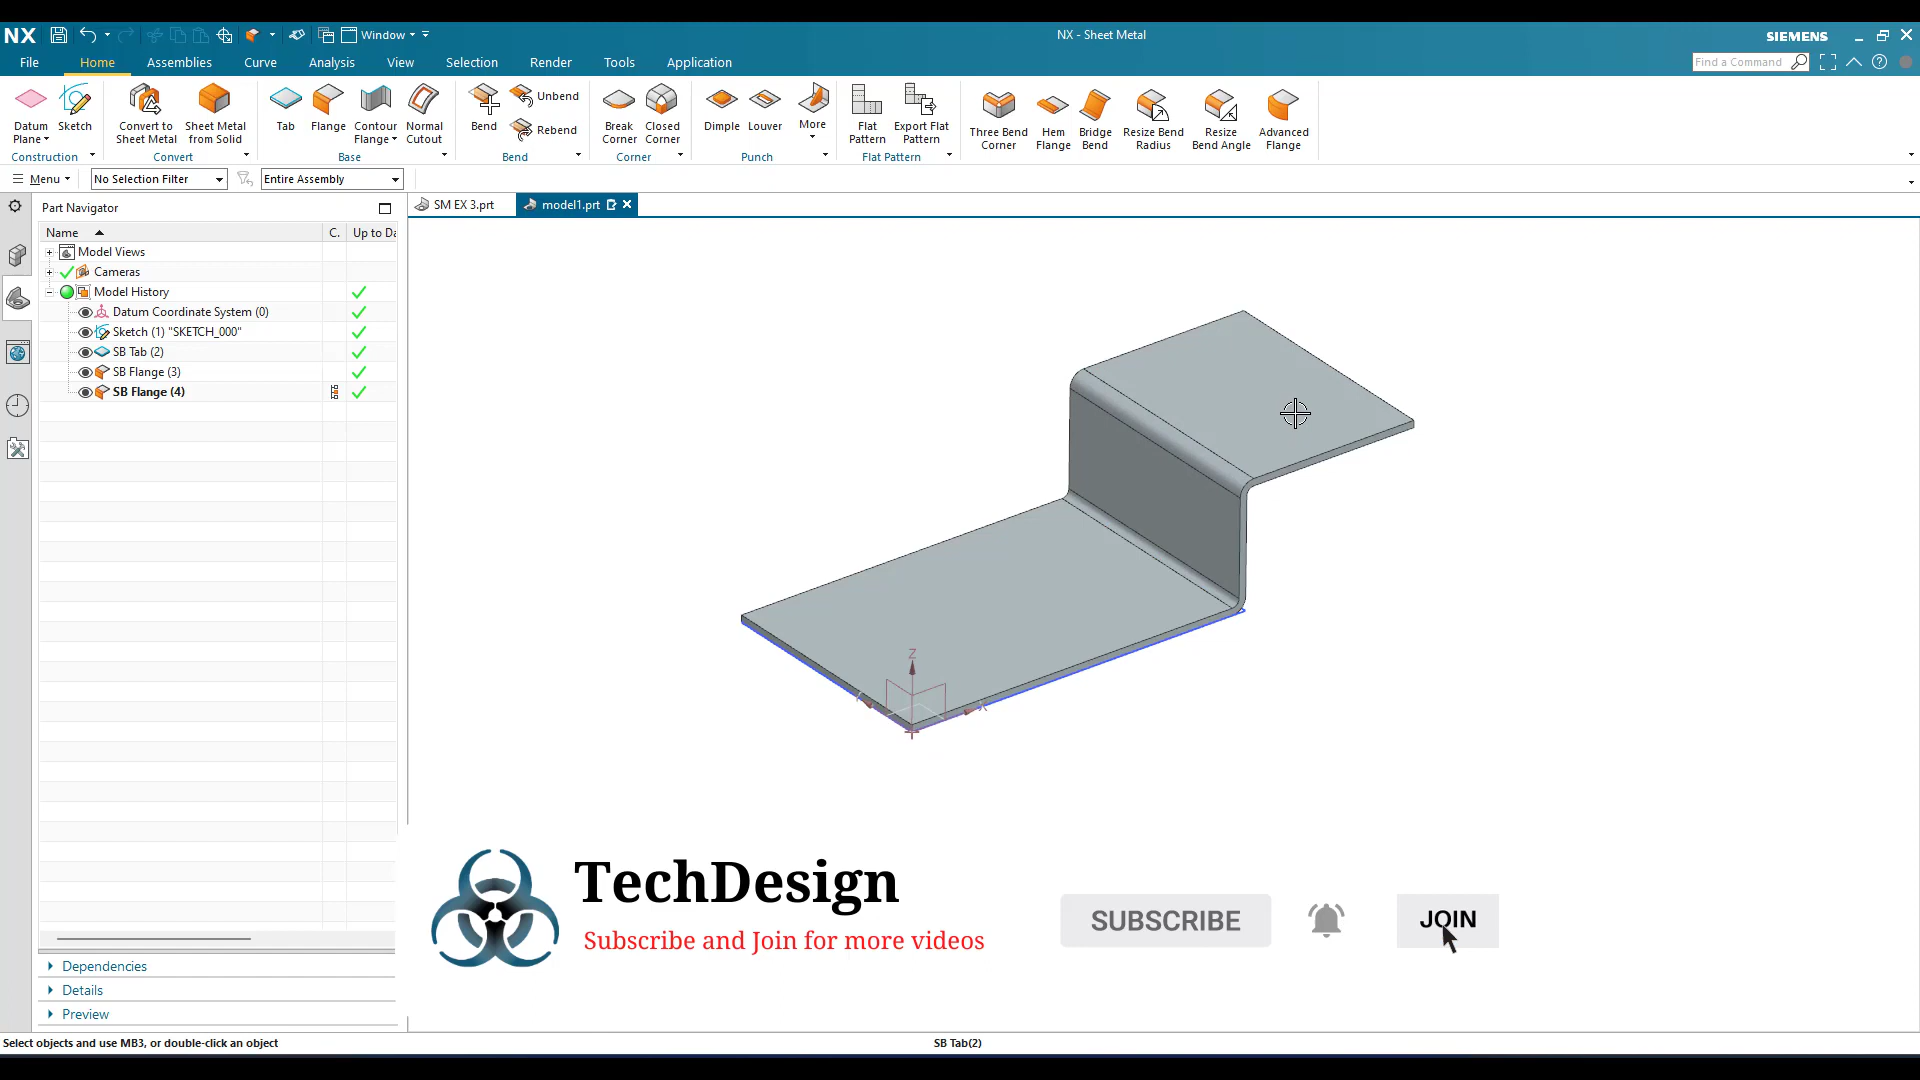 NX
Window
NX - Sheet Metal
SIEMENS
File
Home
Assemblies
Curve
Analysis
View
Selection
Render
Tools
Application
Find a Command
Datum Plane
Sketch
Construction
Convert to Sheet Metal
Sheet Metal from Solid
Convert
Tab
Flange
Contour Flange
Normal Cutout
Base
Bend
Unbend
Rebend
Bend
Break Corner
Closed Corner
Corner
Dimple
Louver
More
Punch
Flat Pattern
Export Flat Pattern
Flat Pattern
Three Bend Corner
Hem Flange
Bridge Bend
Resize Bend Radius
Resize Bend Angle
Advanced Flange
Menu
No Selection Filter
Entire Assembly
Part Navigator
SM EX 3.prt
model1.prt
Name
C.
Up to Da
Model Views
Cameras
Model History
Datum Coordinate System (0)
Sketch (1) "SKETCH_000"
SB Tab (2)
SB Flange (3)
SB Flange (4)
Z
X
TechDesign
Subscribe and Join for more videos
SUBSCRIBE
JOIN
Dependencies
Details
Preview
Select objects and use MB3, or double-click an object
SB Tab(2)